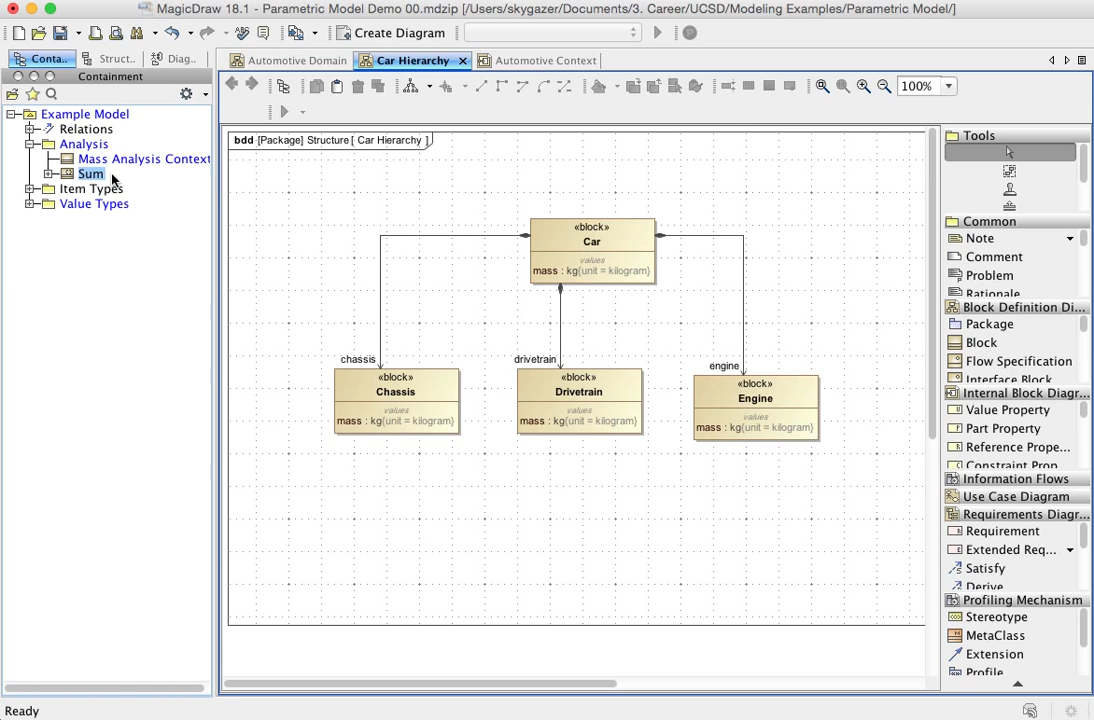 MagicDraw 18.1 - Parametric Model Demo 00.mdzip [/Users/skygazer/Documents/3. Career/UCSD/Modeling Examples/Parametric Model/]
Create Diagram
Conta...
Struct...
Diag...
Containment
Example Model
Relations
Analysis
Mass Analysis Context
Sum
Item Types
Value Types
Automotive Domain
Car Hierarchy
Automotive Context
100%
bdd [Package] Structure [ Car Hierarchy ]
«block»
Car
values
mass : kg{unit = kilogram}
chassis
drivetrain
engine
«block»
Chassis
values
mass : kg{unit = kilogram}
«block»
Drivetrain
values
mass : kg{unit = kilogram}
«block»
Engine
values
mass : kg{unit = kilogram}
Tools
Common
Note
Comment
Problem
Rationale
Block Definition Di...
Package
Block
Flow Specification
Interface Block
Internal Block Diagr...
Value Property
Part Property
Reference Prope...
Constraint Prop...
Information Flows
Use Case Diagram
Requirements Diagr...
Requirement
Extended Req...
Satisfy
Derive
Profiling Mechanism
Stereotype
MetaClass
Extension
Profile
Ready